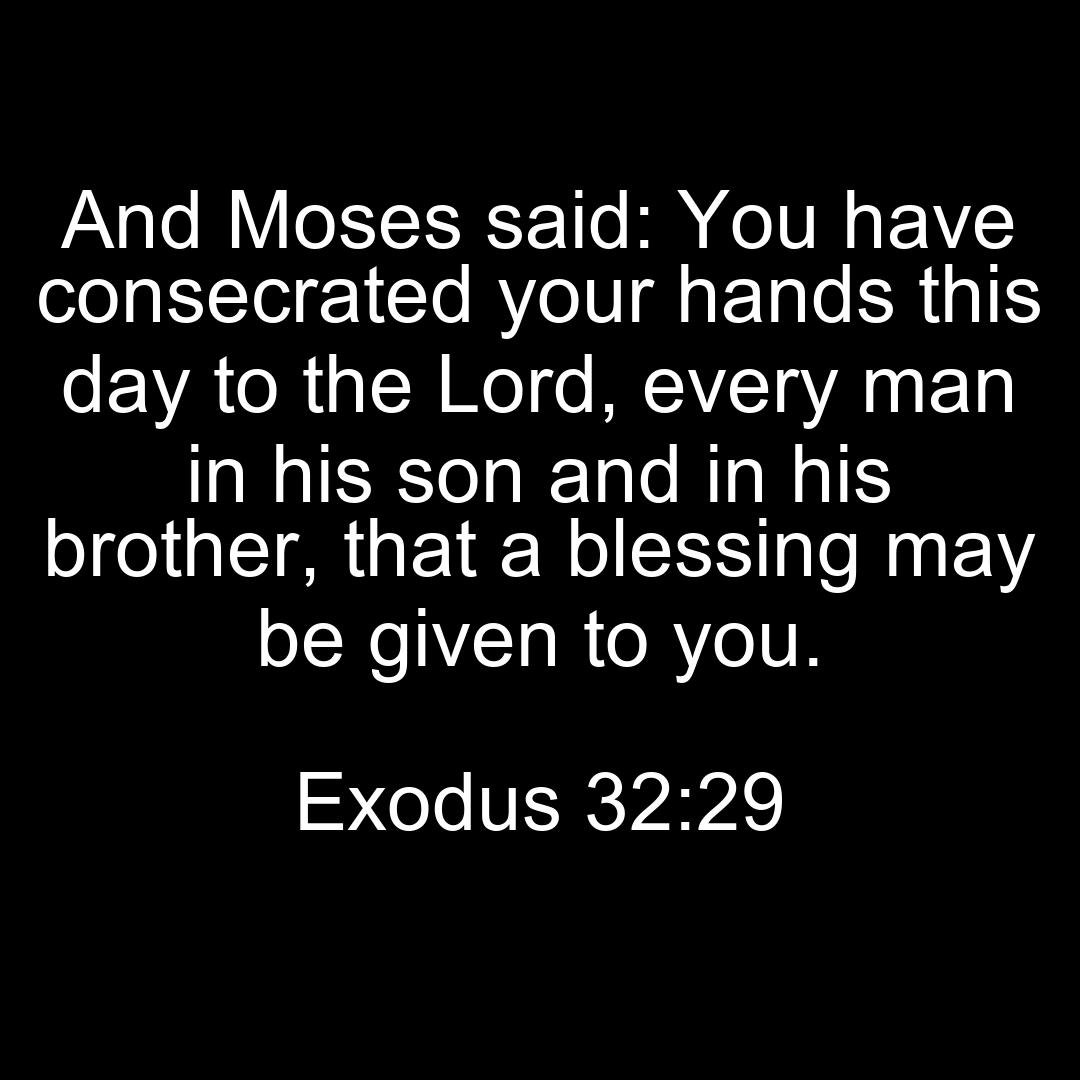 And Moses said: You have
consecrated your hands this
day to the Lord, every man
in his son and in his
brother, that a blessing may
be given to you.
Exodus 32:29